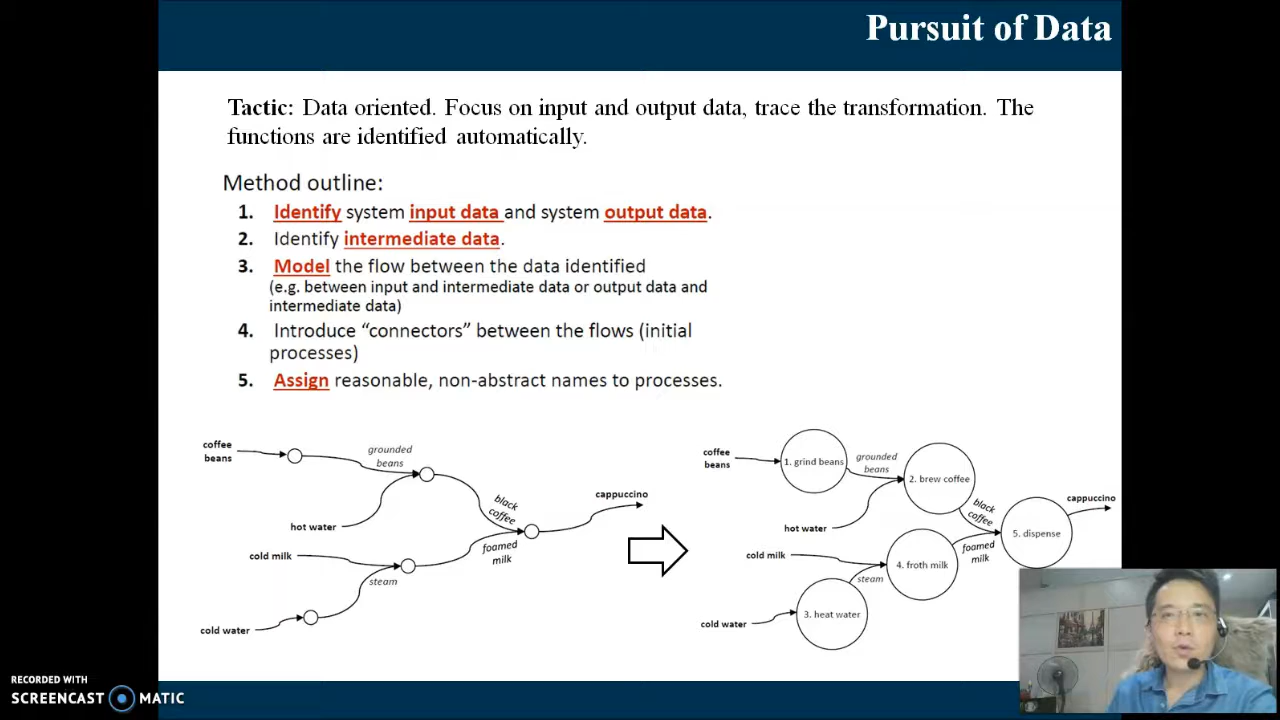 Pursuit of Data
Tactic: Data oriented. Focus on input and output data, trace the transformation. The
functions are identified automatically.
Method outline:
1. Identify system input data and system output data.
2. Identify intermediate data.
3. Model the flow between the data identified
(e.g. between input and intermediate data or output data and
intermediate data)
4. Introduce “connectors” between the flows (initial
processes)
5. Assign reasonable, non-abstract names to processes.
coffee
beans
grounded
beans
hot water
black
coffee
cappuccino
cold milk
foamed
milk
steam
cold water
coffee
beans
1. grind beans
grounded
beans
2. brew coffee
hot water
black
coffee
cappuccino
5. dispense
cold milk
4. froth milk
foamed
milk
steam
3. heat water
cold water
RECORDED WITH
SCREENCAST MATIC